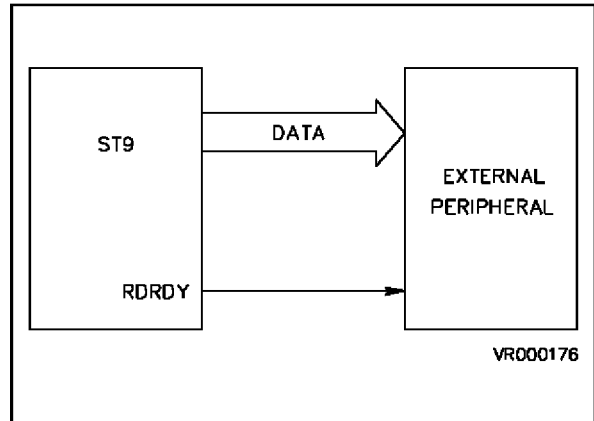 ST9
DATA
EXTERNAL
PERIPHERAL
RDRDY
VR000176